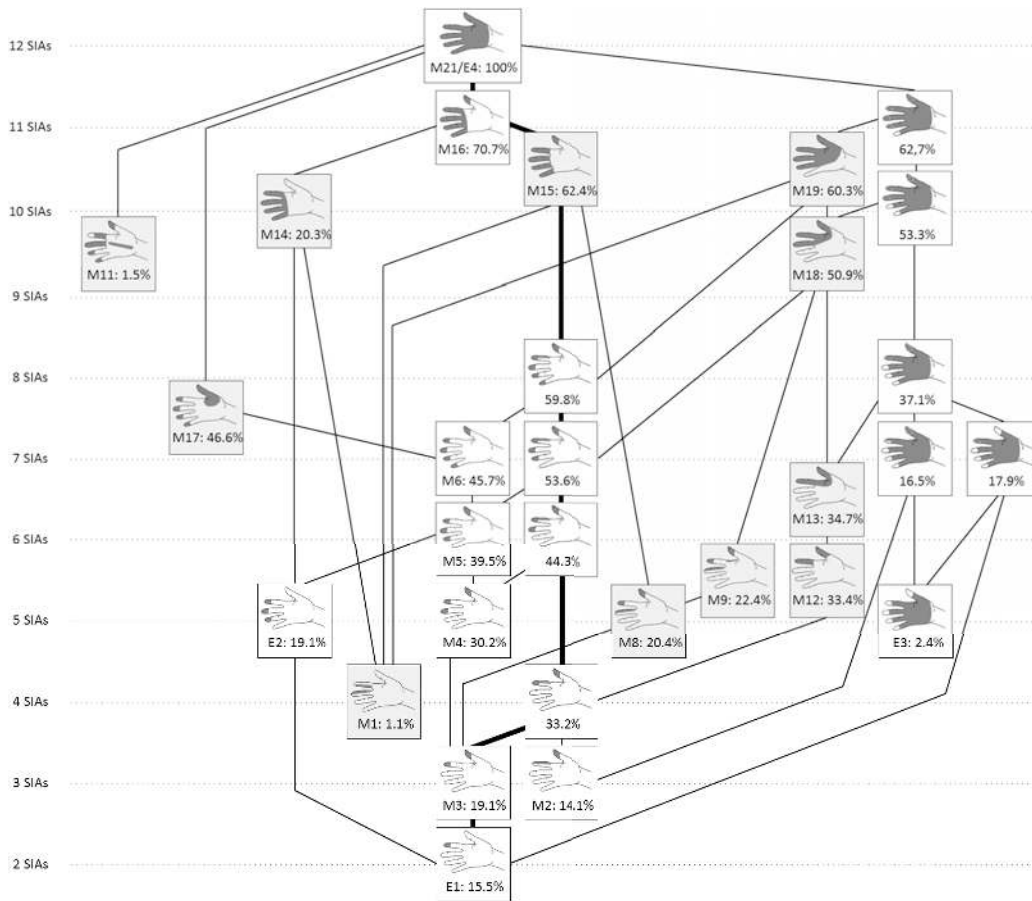 12 SIAs
M21/E4: 100%
11 SIAs
M16: 70.7%
62,7%
M15: 62.4%
M19: 60.3%
10 SIAs
M14: 20.3%
53.3%
M11: 1.5%
M18: 50.9%
9 SIAs
8 SIAs
59.8%
37.1%
M17: 46.6%
7 SIAs
M6: 45.7%
53.6%
16.5%
17.9%
M13: 34.7%
6 SIAs
M5: 39.5%
44.3%
M9: 22.4%
M12: 33.4%
5 SIAs
E2: 19.1%
M4: 30.2%
M8: 20.4%
E3: 2.4%
4 SIAs
M1: 1.1%
33.2%
3 SIAs
M3: 19.1%
M2: 14.1%
2 SIAs
E1: 15.5%